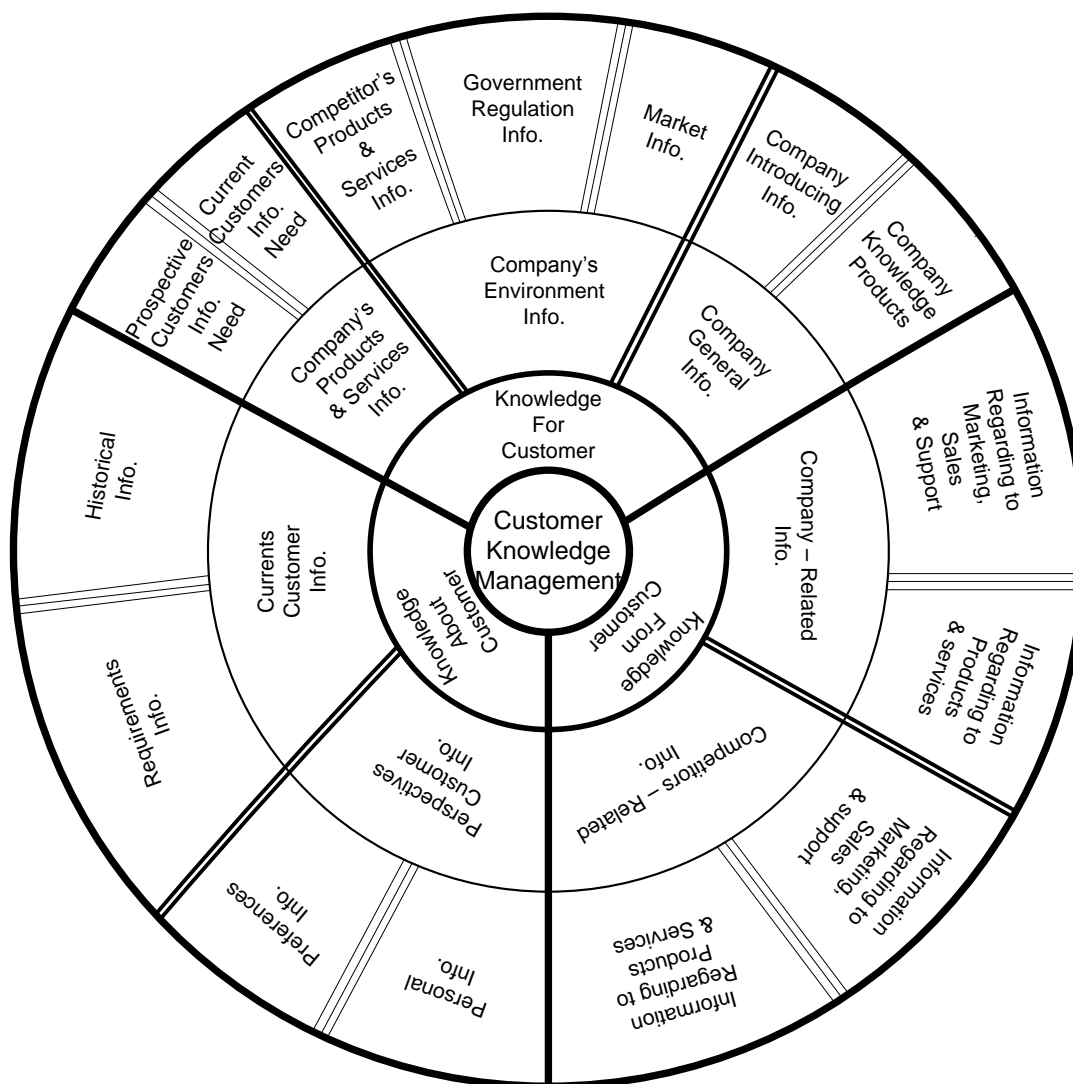 Customer
Knowledge
Management
Knowledge
For
Customer
Knowledge
From
Customer
Knowledge
About
Customer
Company's
Products
& Services
Info.
Company's
Environment
Info.
Company
General
Info.
Company – Related
Info.
Competitors – Related
Info.
Perspectives
Customer
Info.
Currents
Customer
Info.
Prospective
Customers
Info.
Need
Current
Customers
Info.
Need
Competitor's
Products
&
Services
Info.
Government
Regulation
Info.
Market
Info.
Company
Introducing
Info.
Company
Knowledge
Products
Information
Regarding to
Marketing,
Sales
& Support
Information
Regarding to
Products
& services
Information
Regarding to
Marketing,
Sales
& support
Information
Regarding to
Products
& Services
Personal
Info.
Preferences
Info.
Requirements
Info.
Historical
Info.